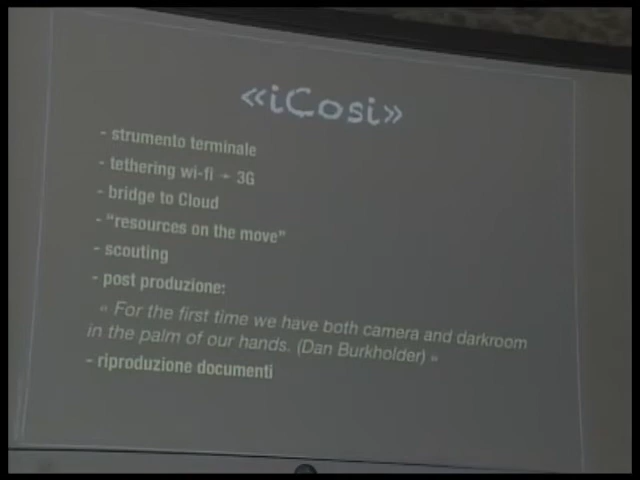 «iCosi»
- strumento terminale
- tethering wi-fi - 3G
- bridge to Cloud
- "resources on the move"
- scouting
- post produzione:
« For the first time we have both camera and darkroom
in the palm of our hands. (Dan Burkholder) »
- riproduzione documenti